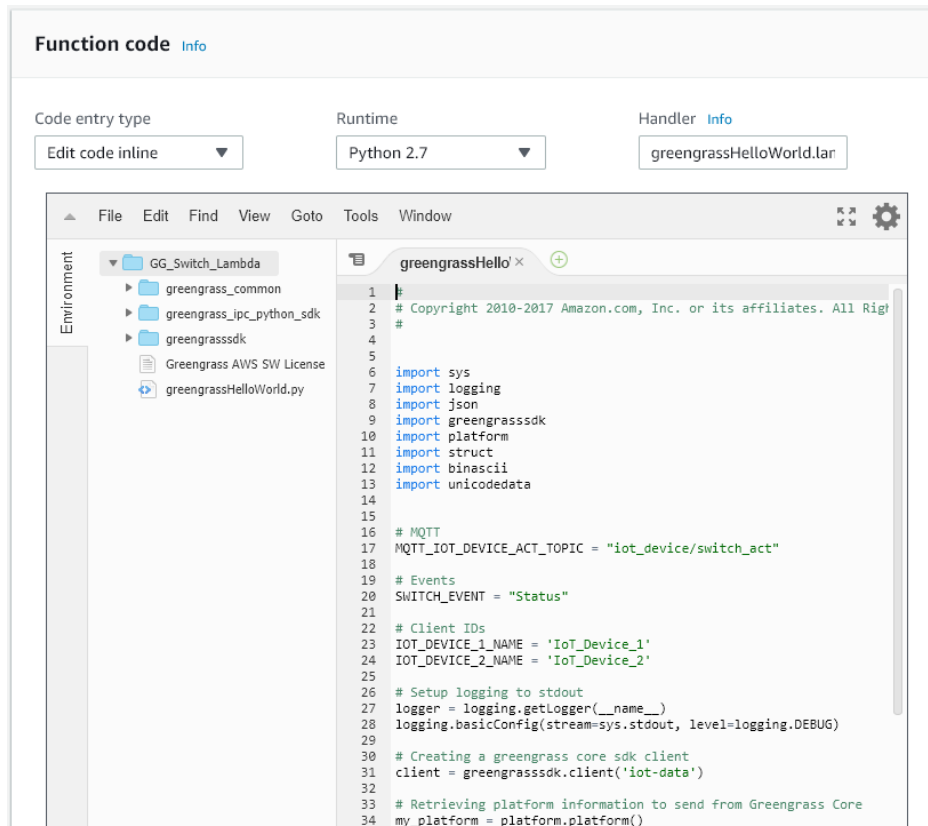 Function code Info
Code entry type Runtime Handler Info
Edit code inline Python 2.7 greengrassHelloWorld.lan
File Edit Find View Goto Tools Window
Environment
GG_Switch_Lambda
greengrass_common
greengrass_ipc_python_sdk
greengrasssdk
Greengrass AWS SW License
greengrassHelloWorld.py
greengrassHello
1 #
2 # Copyright 2010-2017 Amazon.com, Inc. or its affiliates. All Righ
3 #
4
5
6 import sys
7 import logging
8 import json
9 import greengrasssdk
10 import platform
11 import struct
12 import binascii
13 import unicodedata
14
15
16 # MQTT
17 MQTT_IOT_DEVICE_ACT_TOPIC = "iot_device/switch_act"
18
19 # Events
20 SWITCH_EVENT = "Status"
21
22 # Client IDs
23 IOT_DEVICE_1_NAME = 'IoT_Device_1'
24 IOT_DEVICE_2_NAME = 'IoT_Device_2'
25
26 # Setup logging to stdout
27 logger = logging.getLogger(__name__)
28 logging.basicConfig(stream=sys.stdout, level=logging.DEBUG)
29
30 # Creating a greengrass core sdk client
31 client = greengrasssdk.client('iot-data')
32
33 # Retrieving platform information to send from Greengrass Core
34 my_platform = platform.platform()